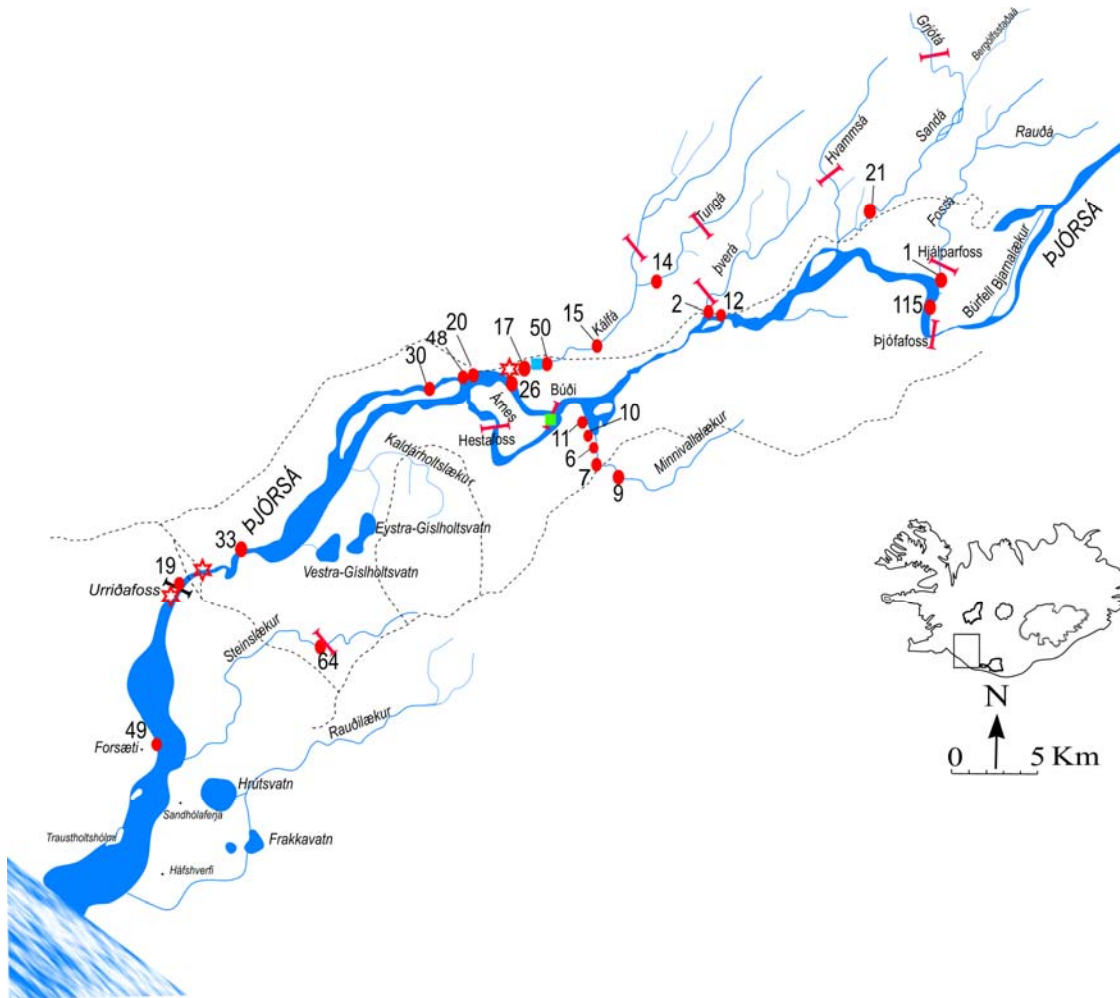 Grjótá
Bergólfsstaðaá
Sandá
Rauðá
Hvammsá
21
Fossá
Tungá
Þverá
14
Hjálparfoss
1
Búrfell
Bjarnalækur
ÞJÓRSÁ
115
Þjófafoss
2
12
15
Kálfá
50
17
20
48
30
26
Búði
Árnes
Hestafoss
11
10
6
7
9
Minnivallalækur
Kaldárholtslækur
ÞJÓRSÁ
Eystra-Gíslholtsvatn
Vestra-Gíslholtsvatn
33
19
Urriðafoss
Steinslækur
64
Rauðilækur
49
Forsæti
Hrútsvatn
Sandhólaferja
Traustholtshólmi
Frakkavatn
Háfshverfi
N
0 5 Km